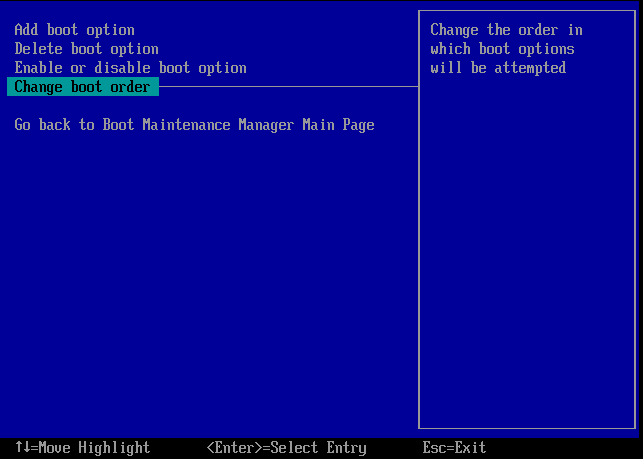 Add boot option
Delete boot option
Enable or disable boot option
Change boot order
Go back to Boot Maintenance Manager Main Page
Change the order in
which boot options
will be attempted
↑↓=Move Highlight <Enter>=Select Entry Esc=Exit